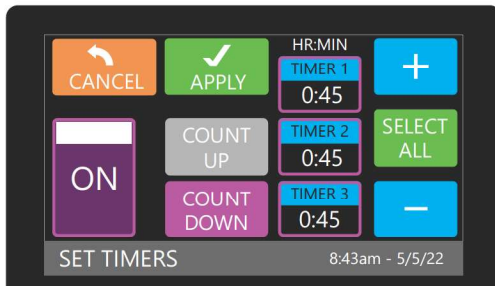 HR:MIN
CANCEL
APPLY
TIMER 1
0:45
+
ON
COUNT
UP
TIMER 2
0:45
SELECT
ALL
COUNT
DOWN
TIMER 3
0:45
−
SET TIMERS
8:43am - 5/5/22